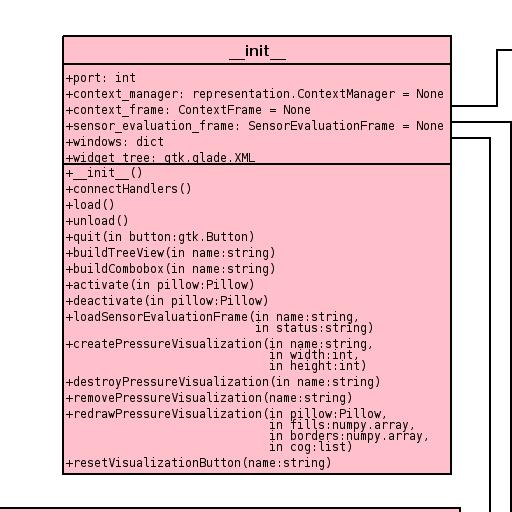 __init__
+port: int
+context_manager: representation.ContextManager = None
+context_frame: ContextFrame = None
+sensor_evaluation_frame: SensorEvaluationFrame = None
+windows: dict
+widget_tree: gtk.glade.XML
+__init__()
+connectHandlers()
+load()
+unload()
+quit(in button:gtk.Button)
+buildTreeView(in name:string)
+buildCombobox(in name:string)
+activate(in pillow:Pillow)
+deactivate(in pillow:Pillow)
+loadSensorEvaluationFrame(in name:string,
in status:string)
+createPressureVisualization(in name:string,
in width:int,
in height:int)
+destroyPressureVisualization(in name:string)
+removePressureVisualization(name:string)
+redrawPressureVisualization(in pillow:Pillow,
in fills:numpy.array,
in borders:numpy.array,
in cog:list)
+resetVisualizationButton(name:string)